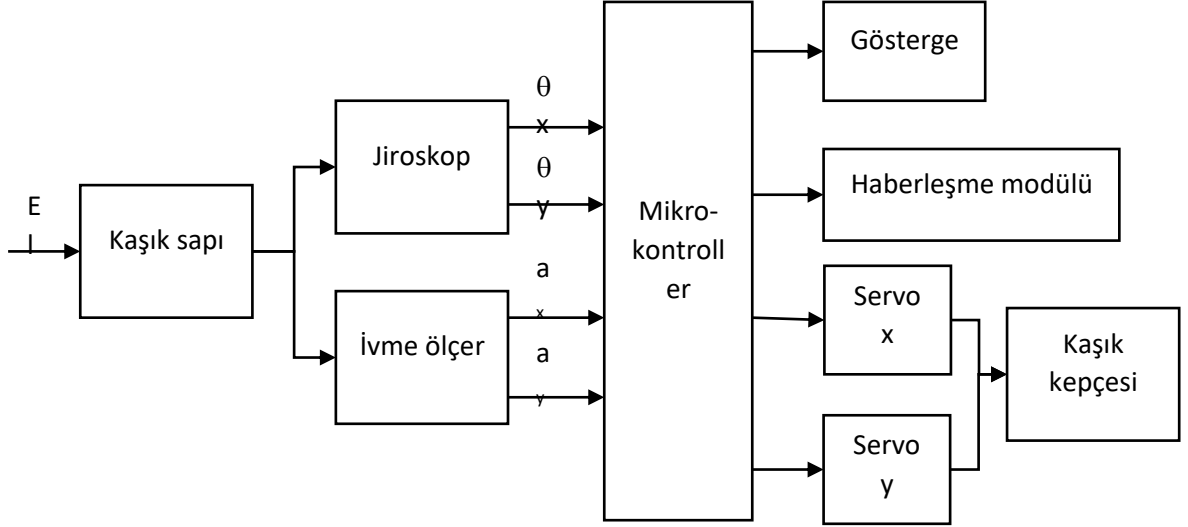 E
l
Kaşık sapı
Jiroskop
θ
x
θ
y
İvme ölçer
a
x
a
y
Mikro-
kontroll
er
Gösterge
Haberleşme modülü
Servo
x
Servo
y
Kaşık
kepçesi